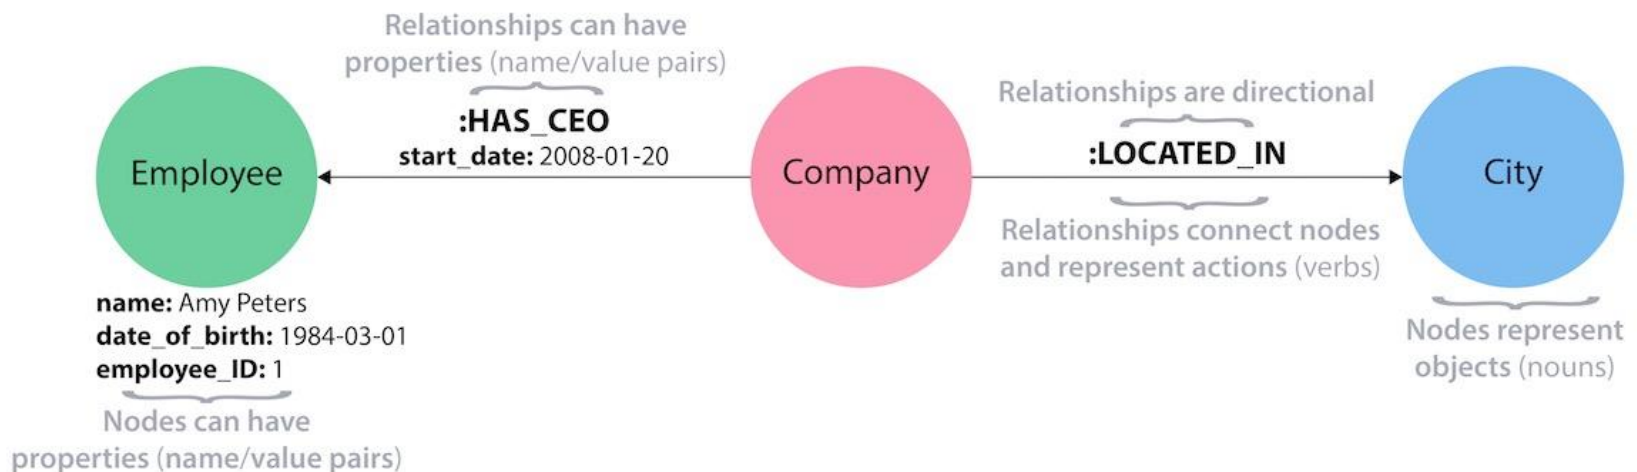 Relationships can have
properties (name/value pairs)
:HAS_CEO
start_date: 2008-01-20
Employee
name: Amy Peters
date_of_birth: 1984-03-01
employee_ID: 1
Nodes can have
properties (name/value pairs)
Company
Relationships are directional
:LOCATED_IN
Relationships connect nodes
and represent actions (verbs)
City
Nodes represent
objects (nouns)